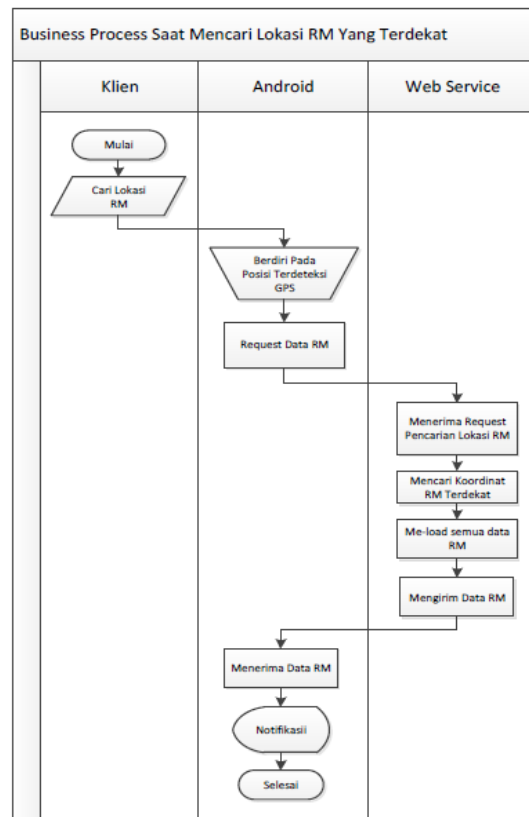 Business Process Saat Mencari Lokasi RM Yang Terdekat
Klien
Android
Web Service
Mulai
Cari Lokasi
RM
Berdiri Pada
Posisi Terdeteksi
GPS
Request Data RM
Menerima Request
Pencarian Lokasi RM
Mencari Koordinat
RM Terdekat
Me-load semua data
RM
Mengirim Data RM
Menerima Data RM
Notifikasii
Selesai